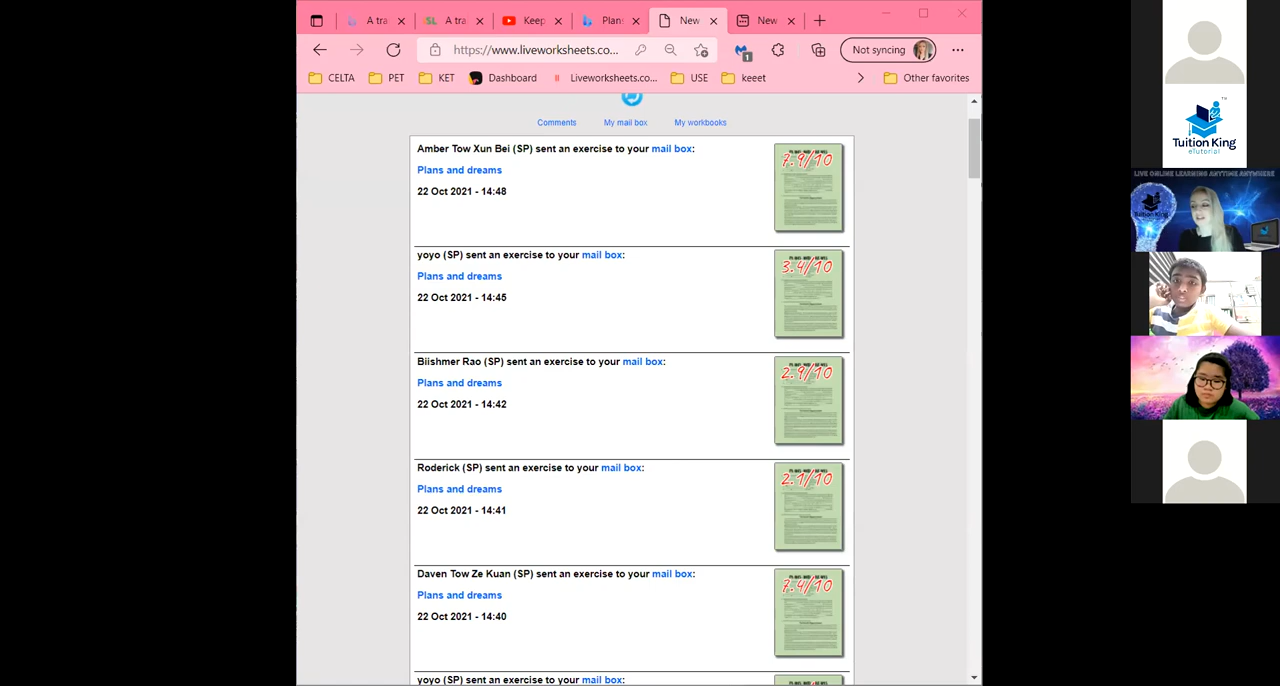 A tra
A tra
Keep
Plans
New
New
https://www.liveworksheets.co...
1
Not syncing
CELTA
PET
KET
Dashboard
Liveworksheets.co...
USE
keeet
Other favorites
Comments
My mail box
My workbooks
Amber Tow Xun Bei (SP) sent an exercise to your mail box:
Plans and dreams
22 Oct 2021 - 14:48
7.9/10
yoyo (SP) sent an exercise to your mail box:
Plans and dreams
22 Oct 2021 - 14:45
3.4/10
Biishmer Rao (SP) sent an exercise to your mail box:
Plans and dreams
22 Oct 2021 - 14:42
2.9/10
Roderick (SP) sent an exercise to your mail box:
Plans and dreams
22 Oct 2021 - 14:41
2.1/10
Daven Tow Ze Kuan (SP) sent an exercise to your mail box:
Plans and dreams
22 Oct 2021 - 14:40
7.4/10
yoyo (SP) sent an exercise to your mail box:
TM
Tuition King
eTutorial
LIVE ONLINE LEARNING ANYTIME ANYWHERE
Tuition King